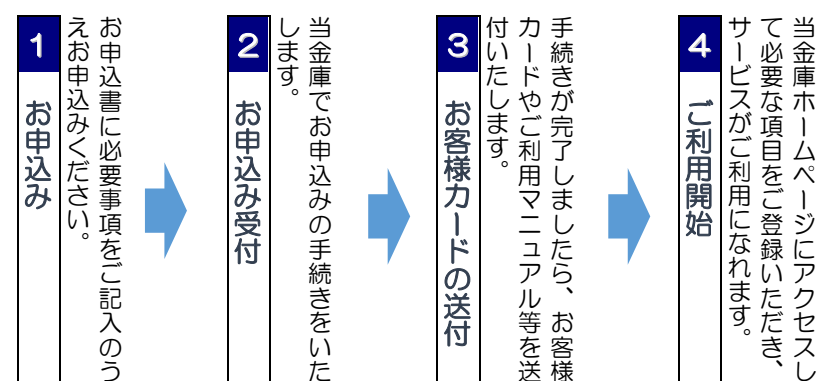 1 お申込み
お申込書に必要事項をご記入のう
えお申込みください。
2 お申込み受付
当金庫でお申込みの手続きをいた
します。
3 お客様カードの送付
手続きが完了しましたら、お客様
カードやご利用マニュアル等を送
付いたします。
4 ご利用開始
当金庫ホームページにアクセスし
て必要な項目をご登録いただき、
サービスがご利用になれます。